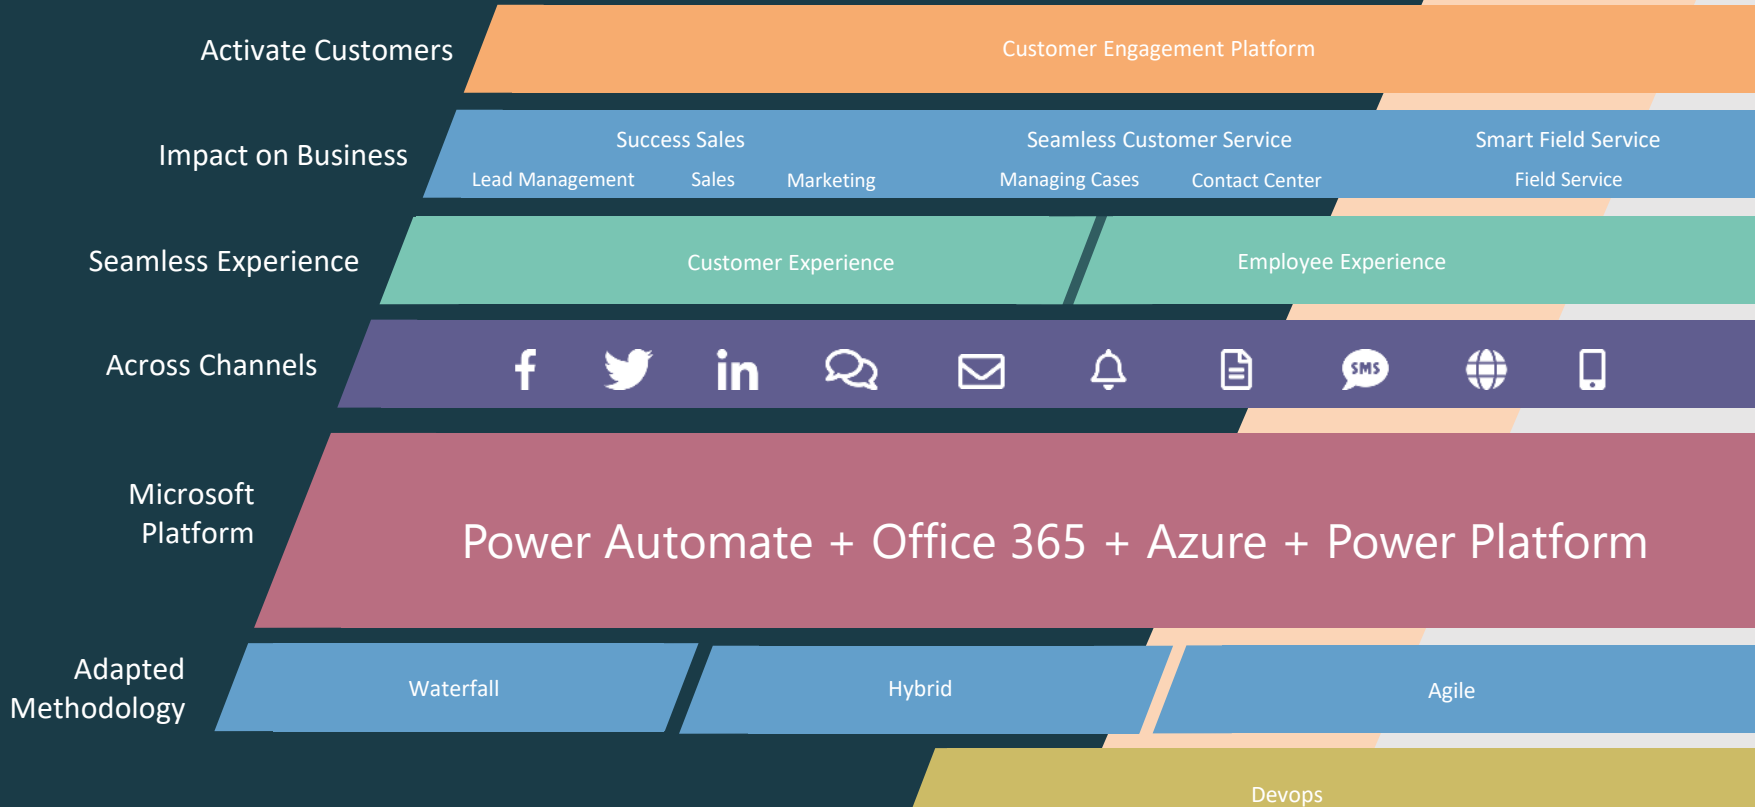 Activate Customers
Customer Engagement Platform
Impact on Business
Success Sales
Seamless Customer Service
Smart Field Service
Lead Management
Sales
Marketing
Managing Cases
Contact Center
Field Service
Seamless Experience
Customer Experience
Employee Experience
Across Channels
f
in
SMS
Microsoft
Platform
Power Automate + Office 365 + Azure + Power Platform
Adapted
Methodology
Waterfall
Hybrid
Agile
Devops